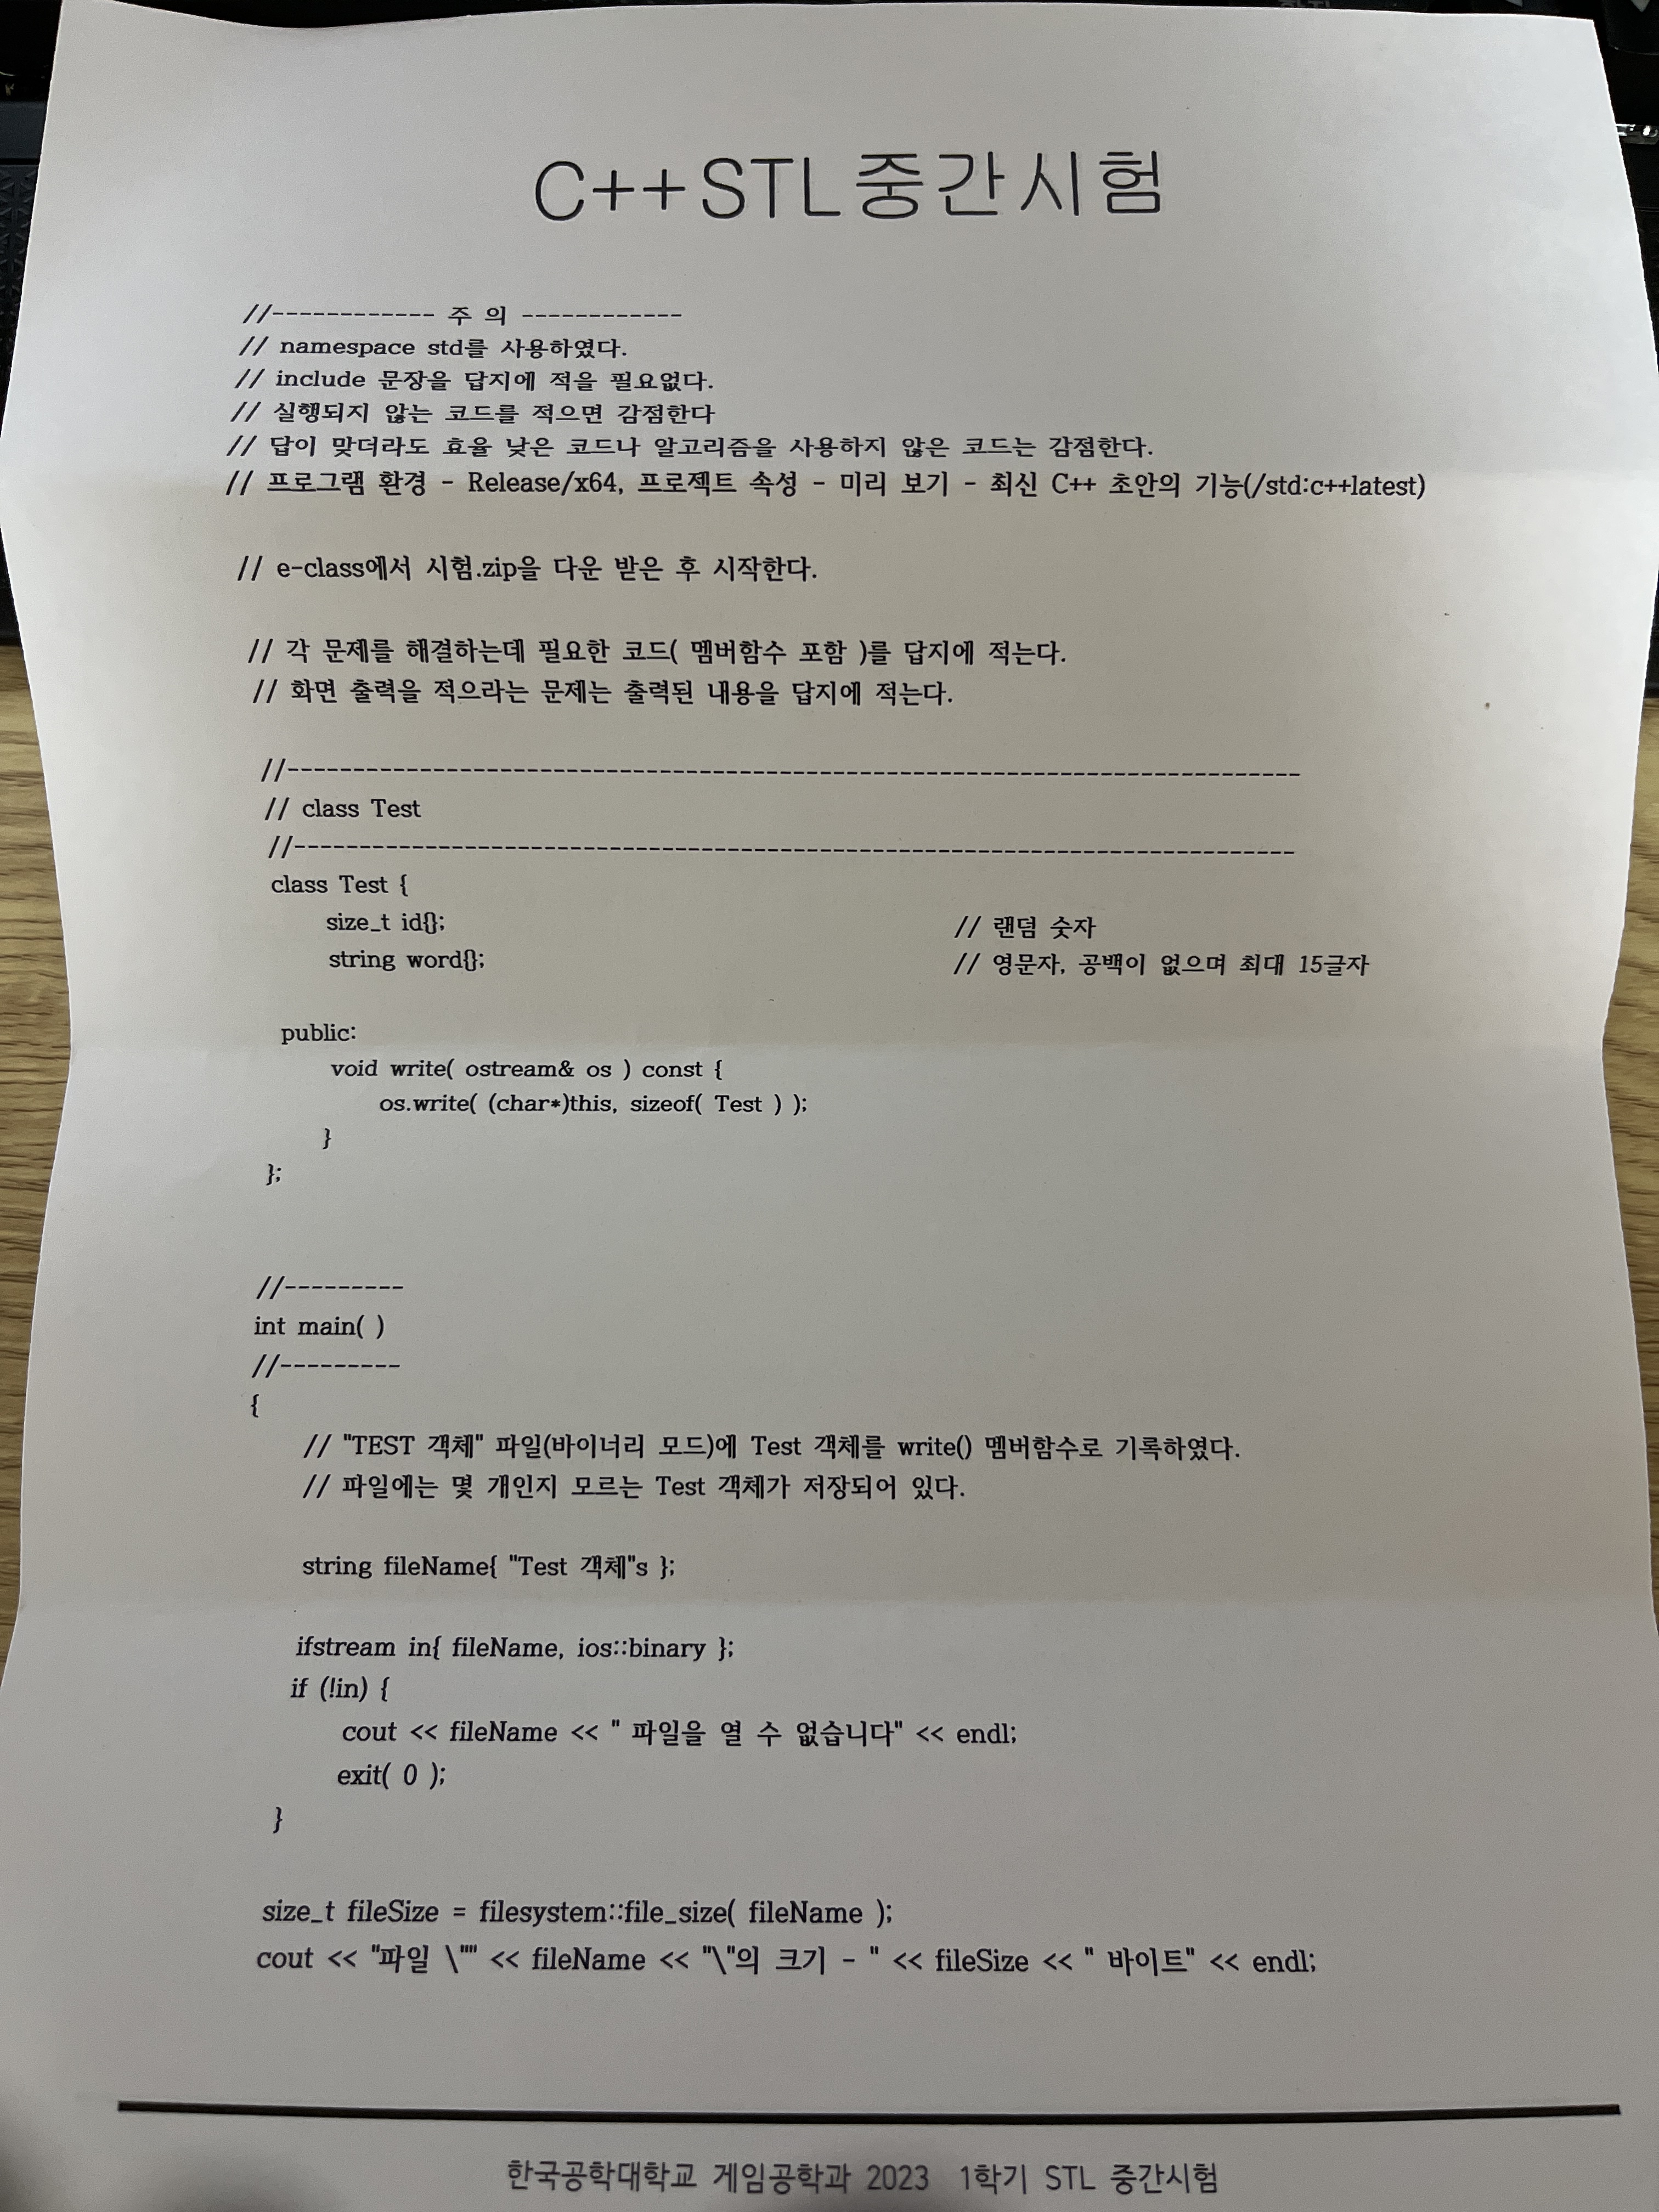 C++ STL 중간시험
//------------ 주 의 ------------
// namespace std를 사용하였다.
// include 문장을 답지에 적을 필요없다.
// 실행되지 않는 코드를 적으면 감점한다
// 답이 맞더라도 효율 낮은 코드나 알고리즘을 사용하지 않은 코드는 감점한다.
// 프로그램 환경 - Release/x64, 프로젝트 속성 - 미리 보기 - 최신 C++ 초안의 기능(/std:c++latest)
// e-class에서 시험.zip을 다운 받은 후 시작한다.
// 각 문제를 해결하는데 필요한 코드( 멤버함수 포함 )를 답지에 적는다.
// 화면 출력을 적으라는 문제는 출력된 내용을 답지에 적는다.
//-----------------------------------------------------------------------------
// class Test
//-----------------------------------------------------------------------------
class Test {
size_t id{}; // 랜덤 숫자
string word{}; // 영문자, 공백이 없으며 최대 15글자
public:
void write( ostream& os ) const {
os.write( (char*)this, sizeof( Test ) );
}
};
//---------
int main( )
//---------
{
// "TEST 객체" 파일(바이너리 모드)에 Test 객체를 write() 멤버함수로 기록하였다.
// 파일에는 몇 개인지 모르는 Test 객체가 저장되어 있다.
string fileName{ "Test 객체"s };
ifstream in{ fileName, ios::binary };
if (!in) {
cout << fileName << " 파일을 열 수 없습니다" << endl;
exit( 0 );
}
size_t fileSize = filesystem::file_size( fileName );
cout << "파일 \"" << fileName << "\"의 크기 - " << fileSize << " 바이트" << endl;
한국공학대학교 게임공학과 2023 1학기 STL 중간시험